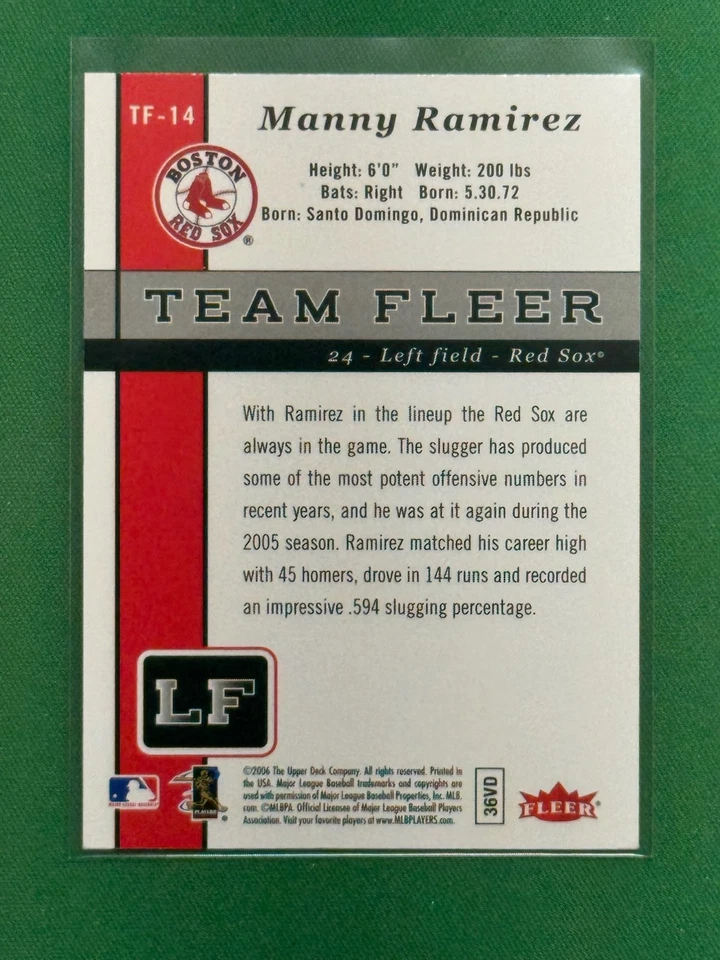 TF-14
Manny Ramirez
BOSTON
RED SOX
®
Height: 6'0" Weight: 200 lbs
Bats: Right Born: 5.30.72
Born: Santo Domingo, Dominican Republic
TEAM FLEER
24 - Left field - Red Sox®
With Ramirez in the lineup the Red Sox are
always in the game. The slugger has produced
some of the most potent offensive numbers in
recent years, and he was at it again during the
2005 season. Ramirez matched his career high
with 45 homers, drove in 144 runs and recorded
an impressive .594 slugging percentage.
LF
©2006 The Upper Deck Company. All rights reserved. Printed in
the USA. Major League Baseball trademarks and copyrights are
used with permission of Major League Baseball Properties, Inc. MLB.
com. ©MLBPA. Official Licensee of Major League Baseball Players
Association. Visit your favorite players at www.MLBPLAYERS.com.
PLAYERS
36VD
FLEER